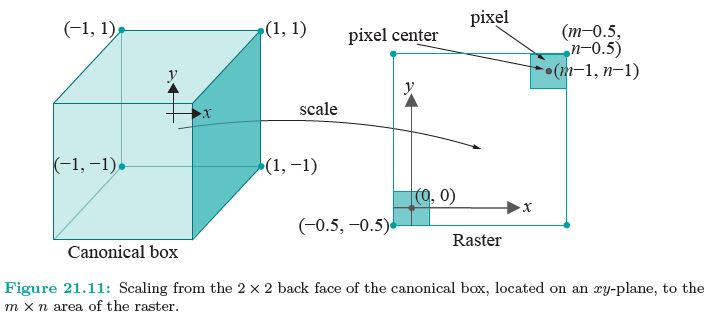 (−1, 1)
(1, 1)
y
x
(−1, −1)
(1, −1)
Canonical box
scale
pixel
pixel center
(m−0.5,
n−0.5)
(m−1, n−1)
y
(0, 0)
x
(−0.5, −0.5)
Raster
Figure 21.11: Scaling from the 2 × 2 back face of the canonical box, located on an xy-plane, to the
m × n area of the raster.